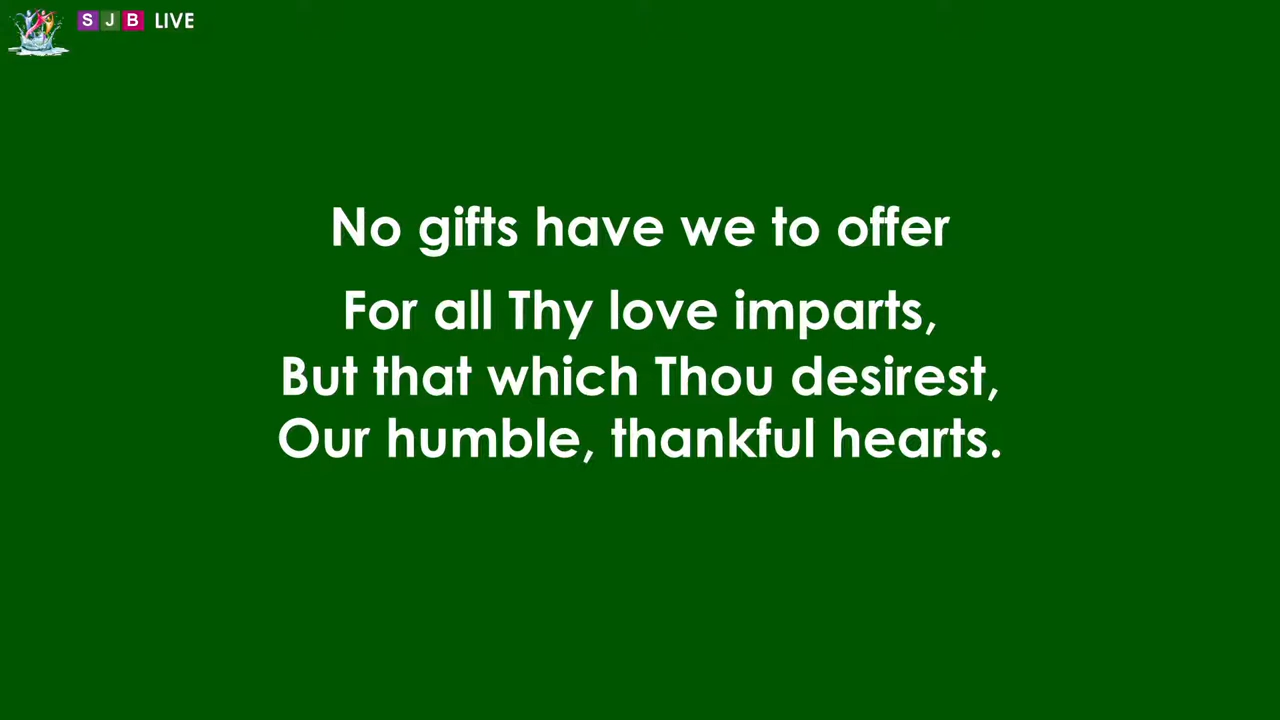 SJB LIVE
No gifts have we to offer
For all Thy love imparts,
But that which Thou desirest,
Our humble, thankful hearts.